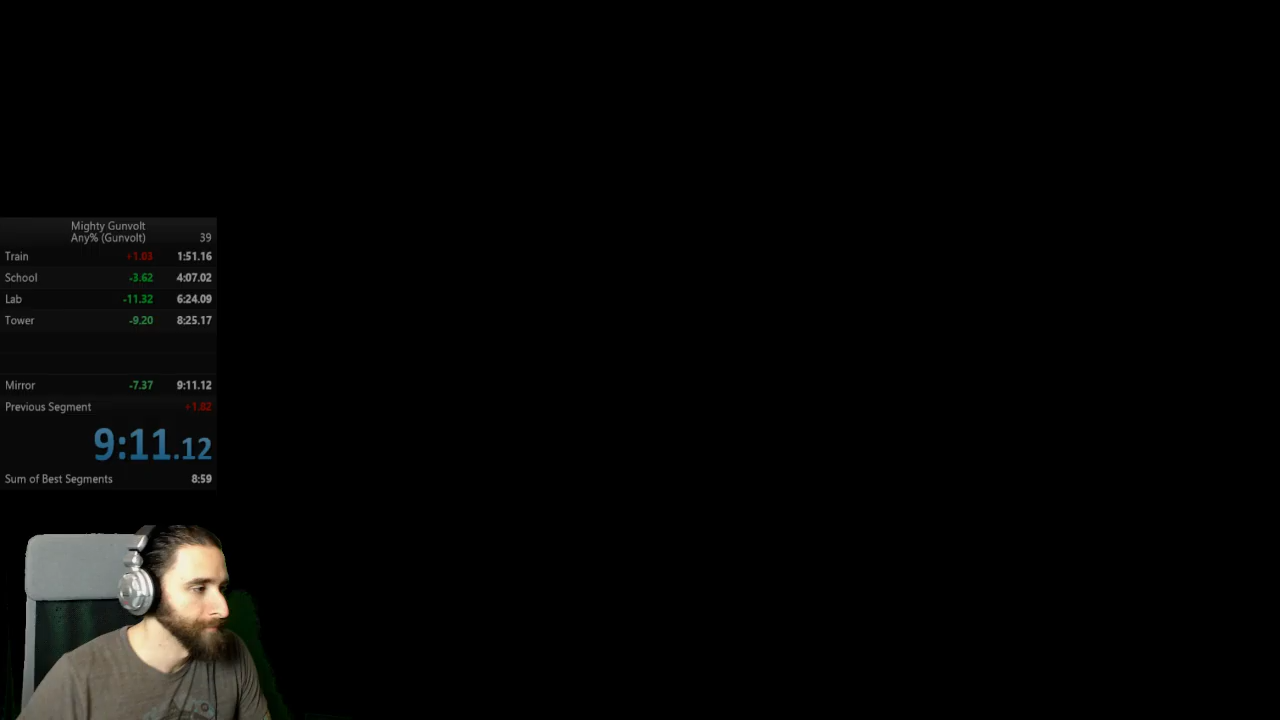 Mighty Gunvolt
Any% (Gunvolt) 39
Train +1.03 1:51.16
School -3.62 4:07.02
Lab -11.32 6:24.09
Tower -9.20 8:25.17
Mirror -7.37 9:11.12
Previous Segment +1.82
9:11.12
Sum of Best Segments 8:59